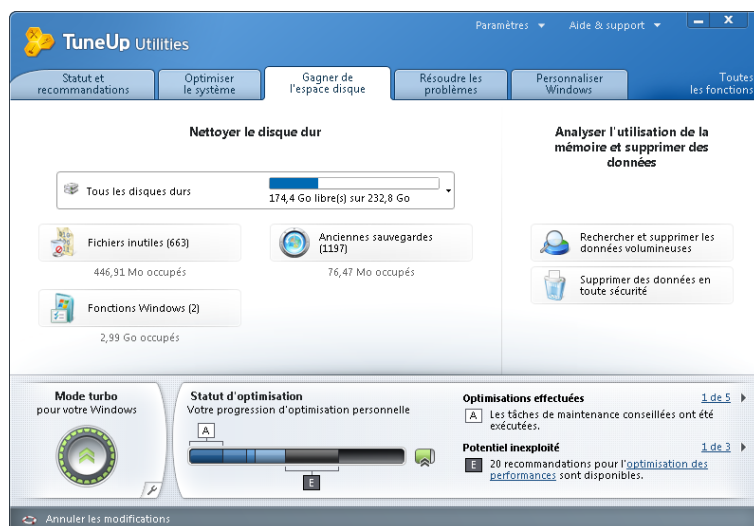 Paramètres
Aide & support
TuneUp Utilities
Statut et
recommandations
Optimiser
le système
Gagner de
l'espace disque
Résoudre les
problèmes
Personnaliser
Windows
Toutes
les fonction
Nettoyer le disque dur
Tous les disques durs
174,4 Go libre(s) sur 232,8 Go
Fichiers inutiles (663)
446,91 Mo occupés
Anciennes sauvegardes
(1197)
76,47 Mo occupés
Fonctions Windows (2)
2,99 Go occupés
Analyser l'utilisation de la
mémoire et supprimer des
données
Rechercher et supprimer les
données volumineuses
Supprimer des données en
toute sécurité
Mode turbo
pour votre Windows
Statut d'optimisation
Votre progression d'optimisation personnelle
A
E
Optimisations effectuées
1 de 5
A Les tâches de maintenance conseillées ont été
exécutées.
Potentiel inexploité
1 de 3
E 20 recommandations pour l'optimisation des
performances sont disponibles.
Annuler les modifications